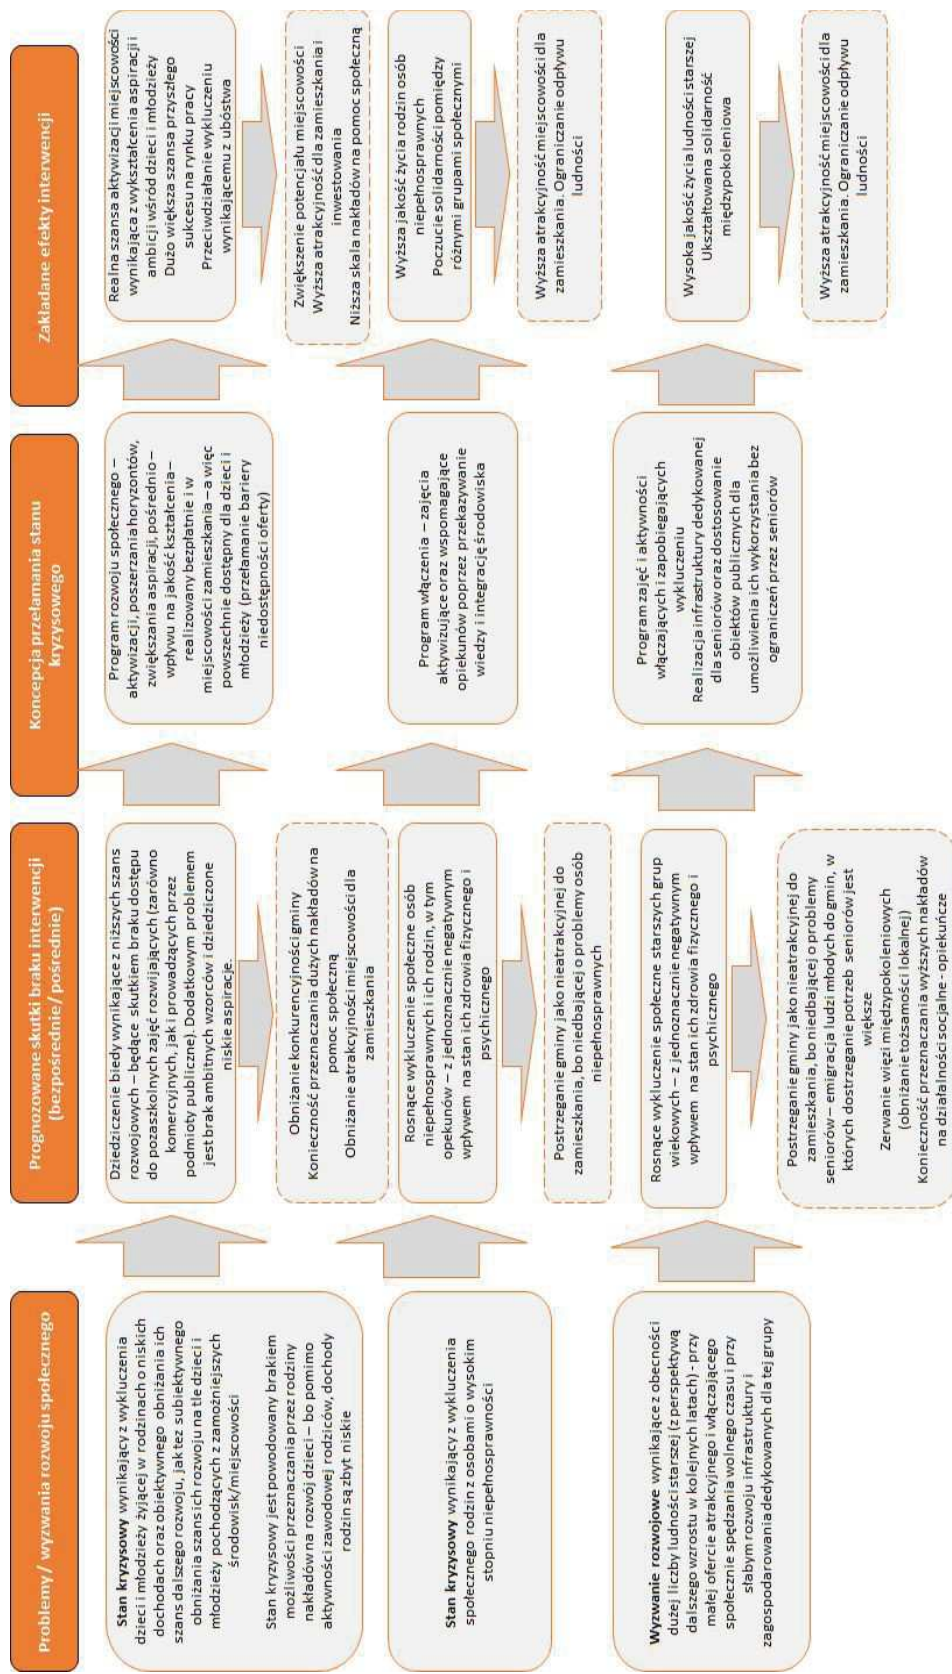 Problemy / wyzwania rozwoju społecznego
Prognozowane skutki braku interwencji
(bezpośrednie / pośrednie)
Koncepcja przełamania stanu
kryzysowego
Zakładane efekty interwencji
Stan kryzysowy wynikający z wykluczenia
dzieci i młodzieży żyjącej w rodzinach o niskich
dochodach oraz obiektywnego obniżania ich
szans dalszego rozwoju, jak też subiektywnego
obniżania szans ich rozwoju na tle dzieci i
młodzieży pochodzących z zamożniejszych
środowisk/miejscowości
Stan kryzysowy jest powodowany brakiem
możliwości przeznaczania przez rodziny
nakładów na rozwój dzieci – bo pomimo
aktywności zawodowej rodziców, dochody
rodzin są zbyt niskie
Dziedziczenie biedy wynikające z niższych szans
rozwojowych – będące skutkiem braku dostępu
do pozaszkolnych zajęć rozwijających (zarówno
komercyjnych, jak i prowadzących przez
podmioty publiczne). Dodatkowym problemem
jest brak ambitnych wzorców i dziedziczone
niskie aspiracje.
Obniżanie konkurencyjności gminy
Konieczność przeznaczania dużych nakładów na
pomoc społeczną
Obniżanie atrakcyjności miejscowości dla
zamieszkania
Program rozwoju społecznego –
aktywizacji, poszerzania horyzontów,
zwiększania aspiracji, pośrednio –
wpływu na jakość kształcenia –
realizowany bezpłatnie i w
miejscowości zamieszkania – a więc
powszechnie dostępny dla dzieci i
młodzieży (przełamanie bariery
niedostępności oferty)
Realna szansa aktywizacji miejscowości
wynikająca z wykształcenia aspiracji i
ambicji wśród dzieci i młodzieży
Dużo większa szansa przyszłego
sukcesu na rynku pracy
Przeciwdziałanie wykluczeniu
wynikającemu z ubóstwa
Zwiększenie potencjału miejscowości
Wyższa atrakcyjność dla zamieszkania i
inwestowania
Niższa skala nakładów na pomoc społeczną
Stan kryzysowy wynikający z wykluczenia
społecznego rodzin z osobami o wysokim
stopniu niepełnosprawności
Rosnące wykluczenie społeczne osób
niepełnosprawnych i ich rodzin, w tym
opekunów – z jednoznacznie negatywnym
wpływem na stan ich zdrowia fizycznego i
psychicznego
Postrzeganie gminy jako nieatrakcyjnej do
zamieszkania, bo niedbającej o problemy osób
niepełnosprawnych
Program włączenia – zajęcia
aktywizujące oraz wspomagające
opiekunów poprzez przekazywanie
wiedzy i integrację środowiska
Wyższa jakość życia rodzin osób
niepełnosprawnych
Poczucie solidarności pomiędzy
różnymi grupami społecznymi
Wyższa atrakcyjność miejscowości dla
zamieszkania. Ograniczanie odpływu
ludności
Wyzwanie rozwojowe wynikające z obecności
dużej liczby ludności starszej (z perspektywą
dalszego wzrostu w kolejnych latach) - przy
małej ofercie atrakcyjnego i włączającego
społecznie spędzania wolnego czasu i przy
słabym rozwoju infrastruktury i
zagospodarowania dedykowanych dla tej grupy
Rosnące wykluczenie społeczne starszych grup
wiekowych – z jednoznacznie negatywnym
wpływem na stan ich zdrowia fizycznego i
psychicznego
Postrzeganie gminy jako nieatrakcyjnej do
zamieszkania, bo niedbającej o problemy
seniorów – emigracja ludzi młodych do gmin, w
których dostrzeganie potrzeb seniorów jest
większe
Zerwanie więzi międzypokoleniowych
(obniżanie tożsamości lokalnej)
Konieczność przeznaczania wyższych nakładów
na działalności socjalne - opiekuńcze
Program zajęć i aktywności
włączających i zapobiegających
wykluczeniu
Realizacja infrastruktury dedykowanej
dla seniorów oraz dostosowanie
obiektów publicznych dla
umożliwienia ich wykorzystania bez
ograniczeń przez seniorów
Wysoka jakość życia ludności starszej
Ukształtowana solidarność
międzypokoleniowa
Wyższa atrakcyjność miejscowości dla
zamieszkania. Ograniczanie odpływu
ludności